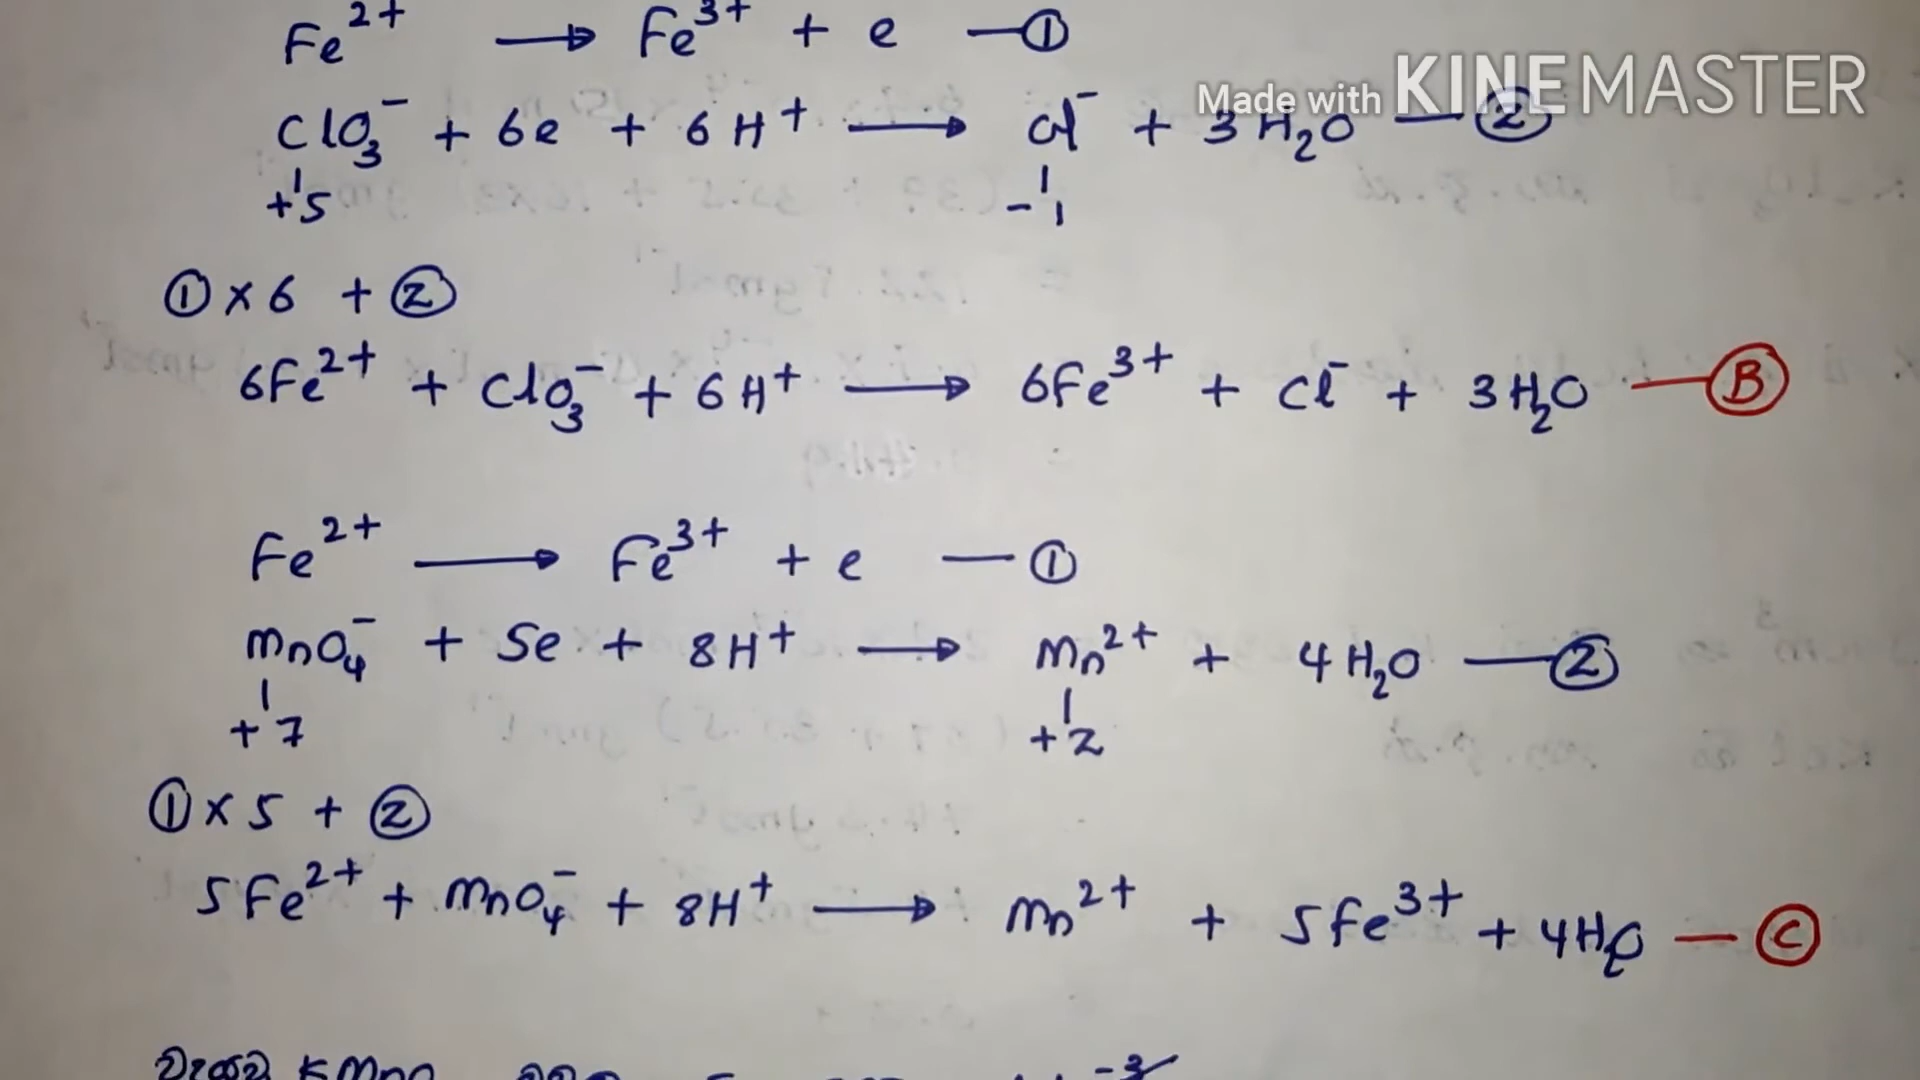 Fe²⁺ → Fe³⁺ + e — ①
Made with KINEMASTER
ClO₃⁻ + 6e + 6H⁺ → Cl⁻ + 3H₂O — ②
+5 -1
① × 6 + ②
6Fe²⁺ + ClO₃⁻ + 6H⁺ → 6Fe³⁺ + Cl⁻ + 3H₂O — Ⓑ
Fe²⁺ → Fe³⁺ + e — ①
MnO₄⁻ + 5e + 8H⁺ → Mn²⁺ + 4H₂O — ②
+7 +2
① × 5 + ②
5Fe²⁺ + MnO₄⁻ + 8H⁺ → Mn²⁺ + 5Fe³⁺ + 4H₂O — Ⓒ